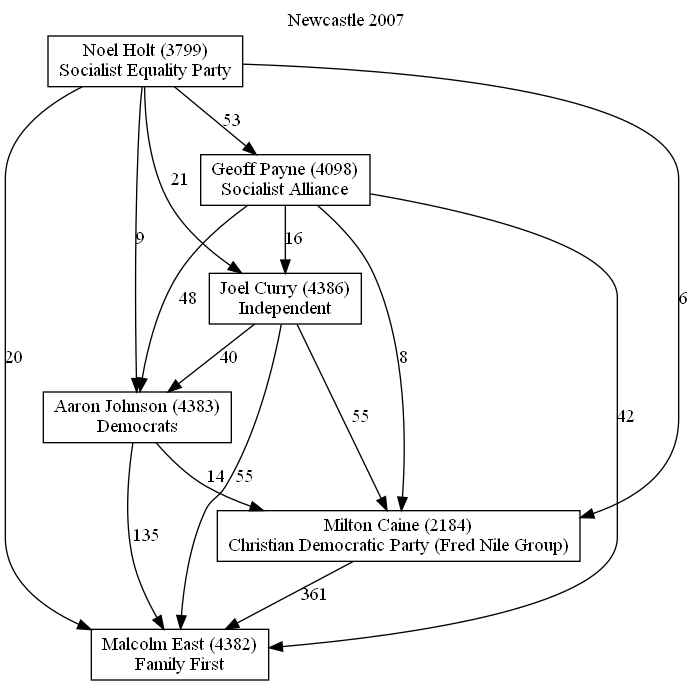 Newcastle 2007
Noel Holt (3799)
Socialist Equality Party
53
Geoff Payne (4098)
Socialist Alliance
21
9
16
6
Joel Curry (4386)
Independent
48
20
40
8
42
Aaron Johnson (4383)
Democrats
55
14
55
Milton Caine (2184)
Christian Democratic Party (Fred Nile Group)
135
361
Malcolm East (4382)
Family First